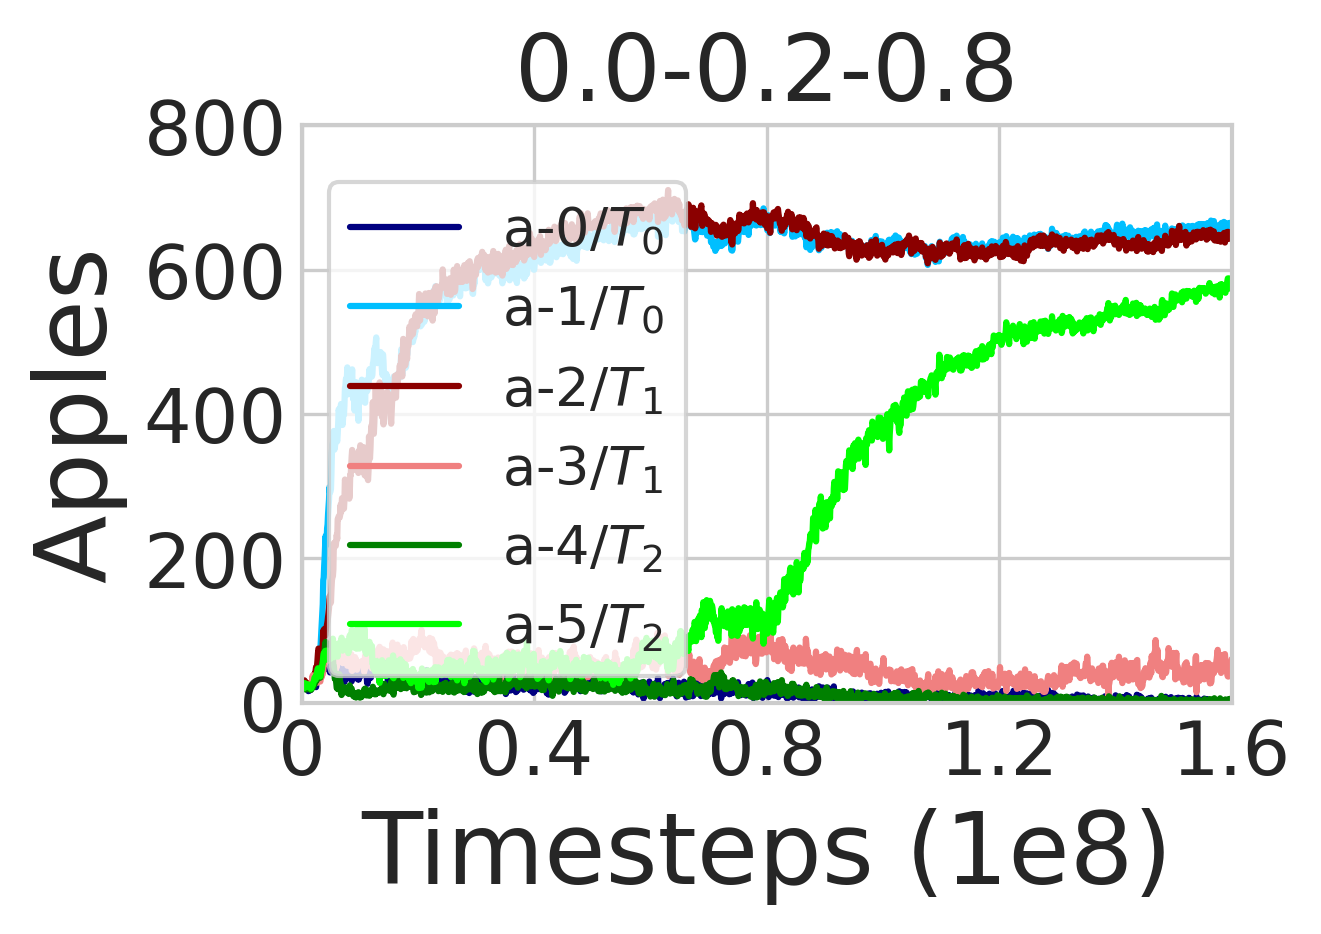 0.0-0.2-0.8
800
600
400
200
0
Apples
a-0/T₀
a-1/T₀
a-2/T₁
a-3/T₁
a-4/T₂
a-5/T₂
0 0.4 0.8 1.2 1.6
Timesteps (1e8)